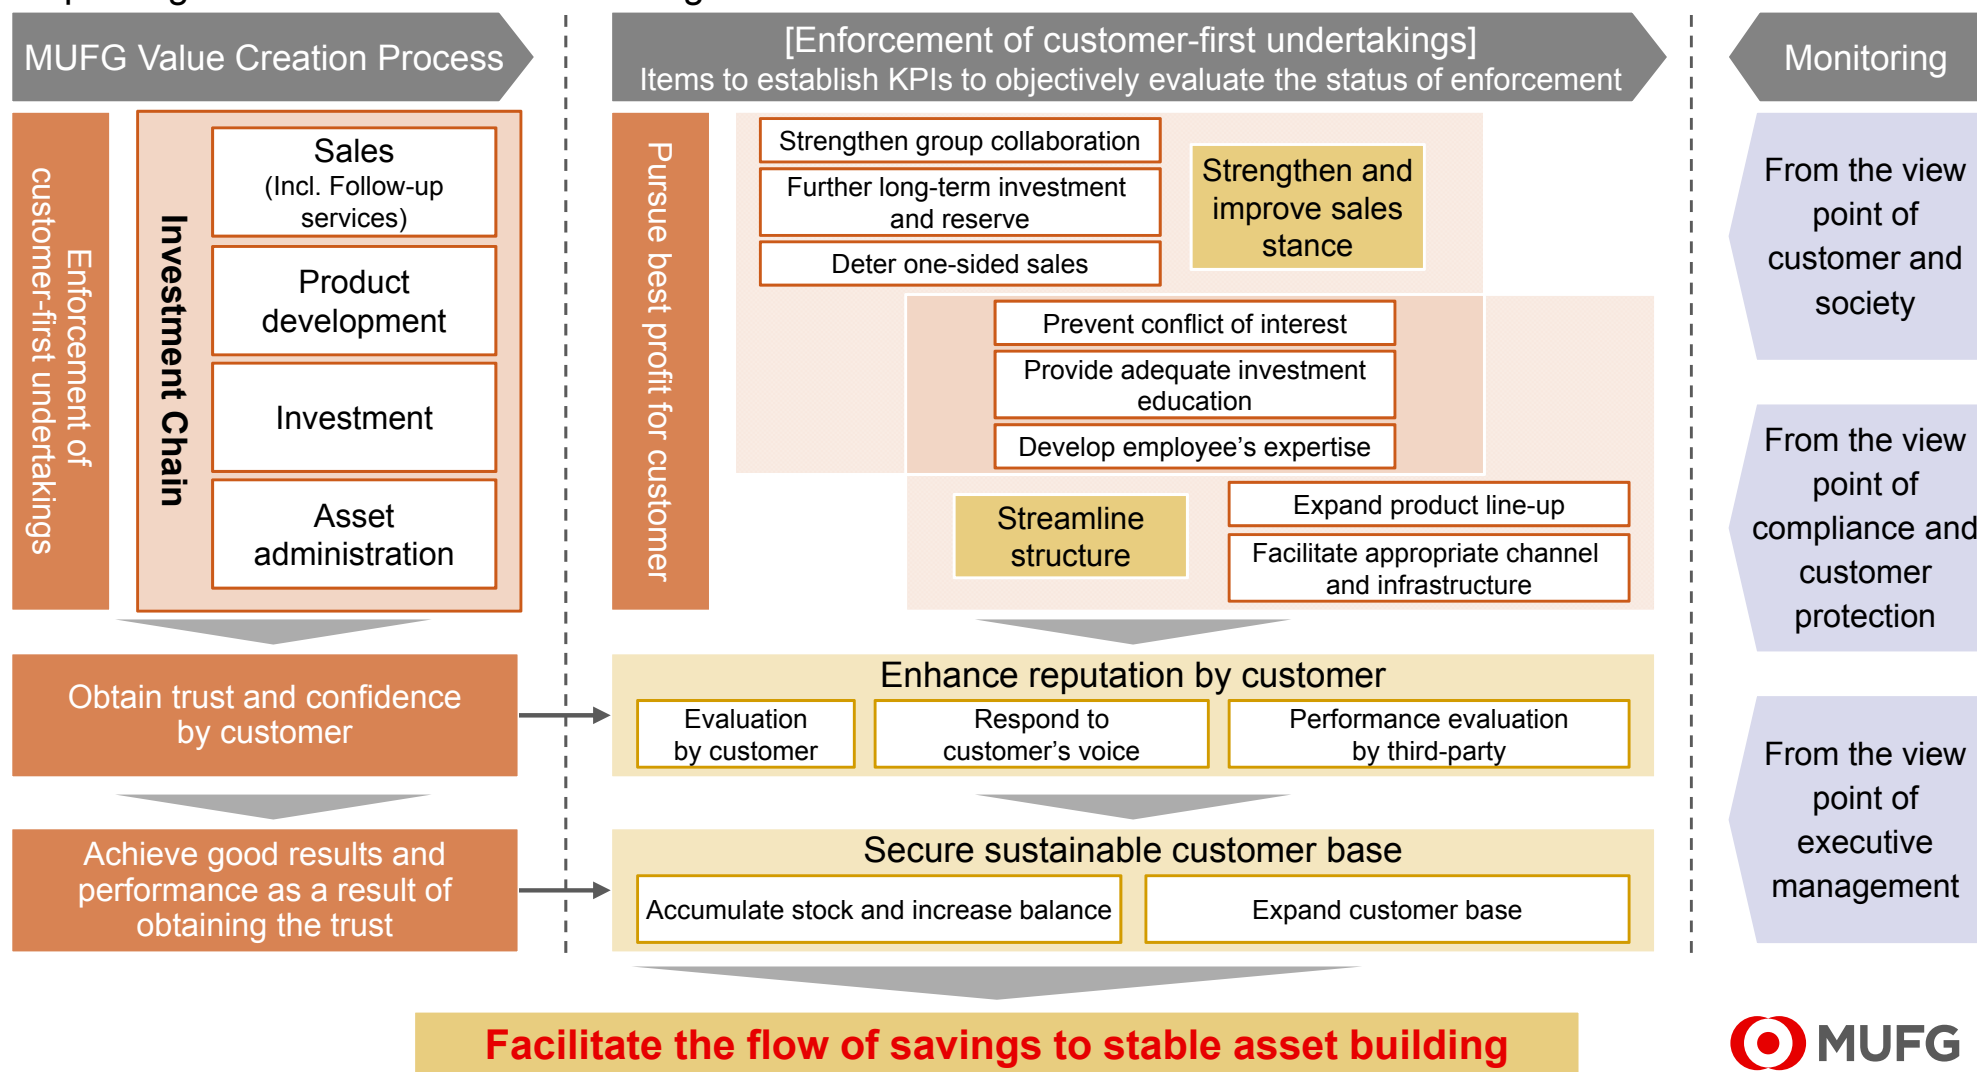 MUFG Value Creation Process
[Enforcement of customer-first undertakings]
Items to establish KPIs to objectively evaluate the status of enforcement
Monitoring
Enforcement of
customer-first undertakings
Investment Chain
Sales
(Incl. Follow-up
services)
Product
development
Investment
Asset
administration
Pursue best profit for customer
Strengthen group collaboration
Further long-term investment
and reserve
Deter one-sided sales
Strengthen and
improve sales
stance
Prevent conflict of interest
Provide adequate investment
education
Develop employee’s expertise
Streamline
structure
Expand product line-up
Facilitate appropriate channel
and infrastructure
From the view
point of
customer and
society
From the view
point of
compliance and
customer
protection
From the view
point of
executive
management
Obtain trust and confidence
by customer
Enhance reputation by customer
Evaluation
by customer
Respond to
customer’s voice
Performance evaluation
by third-party
Achieve good results and
performance as a result of
obtaining the trust
Secure sustainable customer base
Accumulate stock and increase balance
Expand customer base
Facilitate the flow of savings to stable asset building
MUFG